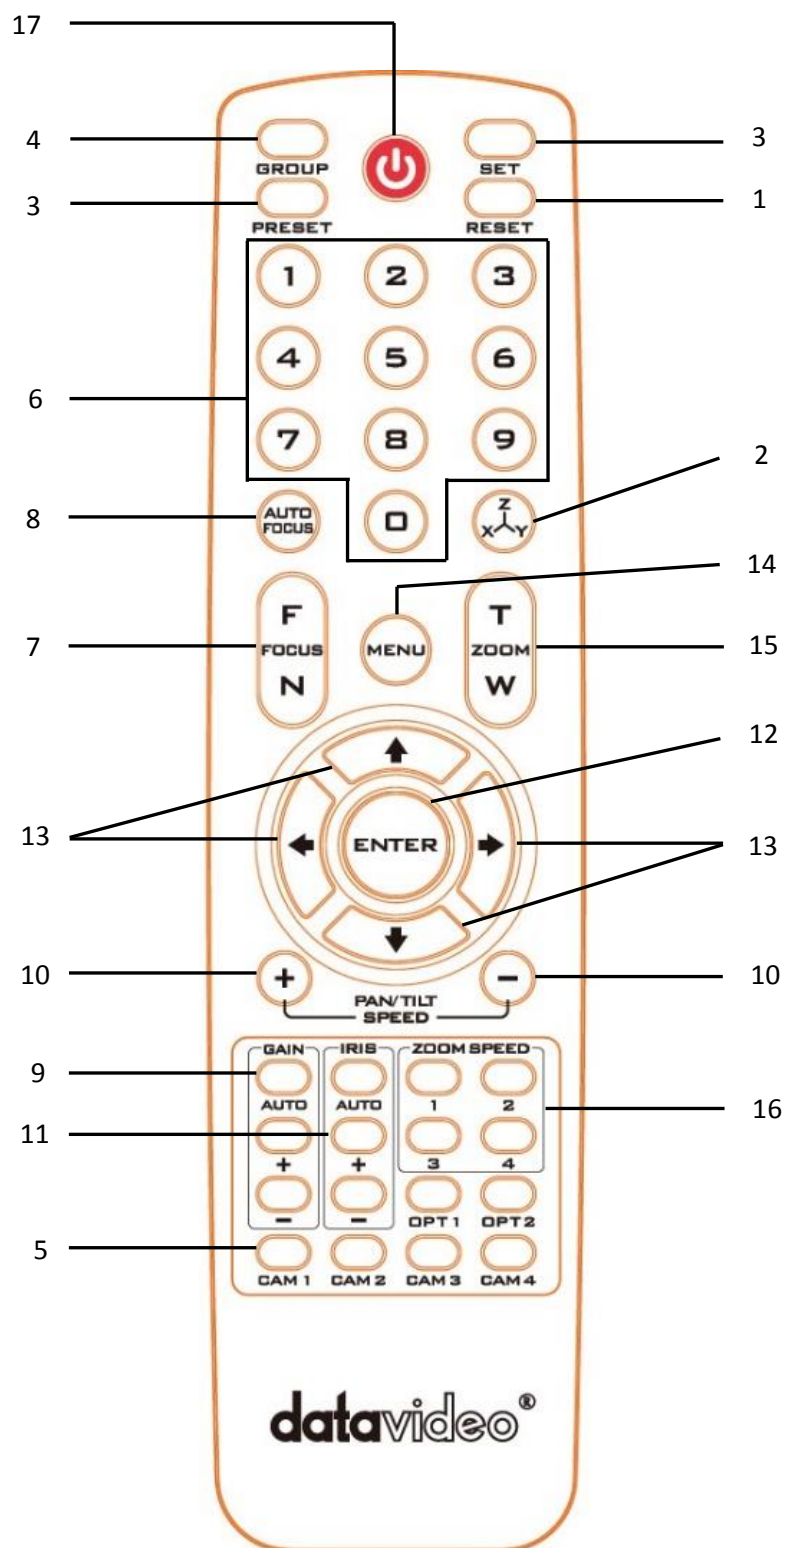 17
4
3
GROUP
SET
3
1
PRESET
RESET
1 2 3
4 5 6
6
7 8 9
2
8
AUTO
FOCUS
0
Z
X Y
14
F
T
7
FOCUS
MENU
ZOOM
15
N
W
12
13
ENTER
13
10
+
-
10
PAN/TILT
SPEED
GAIN IRIS ZOOM SPEED
9
AUTO AUTO 1 2
16
11
+ + 3 4
- - OPT 1 OPT 2
5
CAM 1 CAM 2 CAM 3 CAM 4
datavideo®